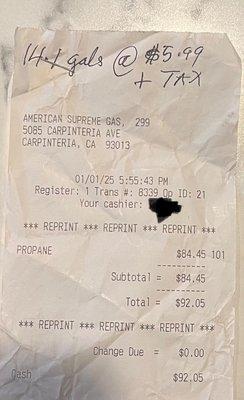 14.1 gals @ $5.99
+ TAX
AMERICAN SUPREME GAS, 299
5085 CARPINTERIA AVE
CARPINTERIA, CA 93013
01/01/25 5:55:43 PM
Register: 1 Trans #: 8339 Op ID: 21
Your cashier:
*** REPRINT *** REPRINT *** REPRINT ***
PROPANE $84.45 101
Subtotal = $84.45
Total = $92.05
*** REPRINT *** REPRINT *** REPRINT ***
Change Due = $0.00
Cash $92.05